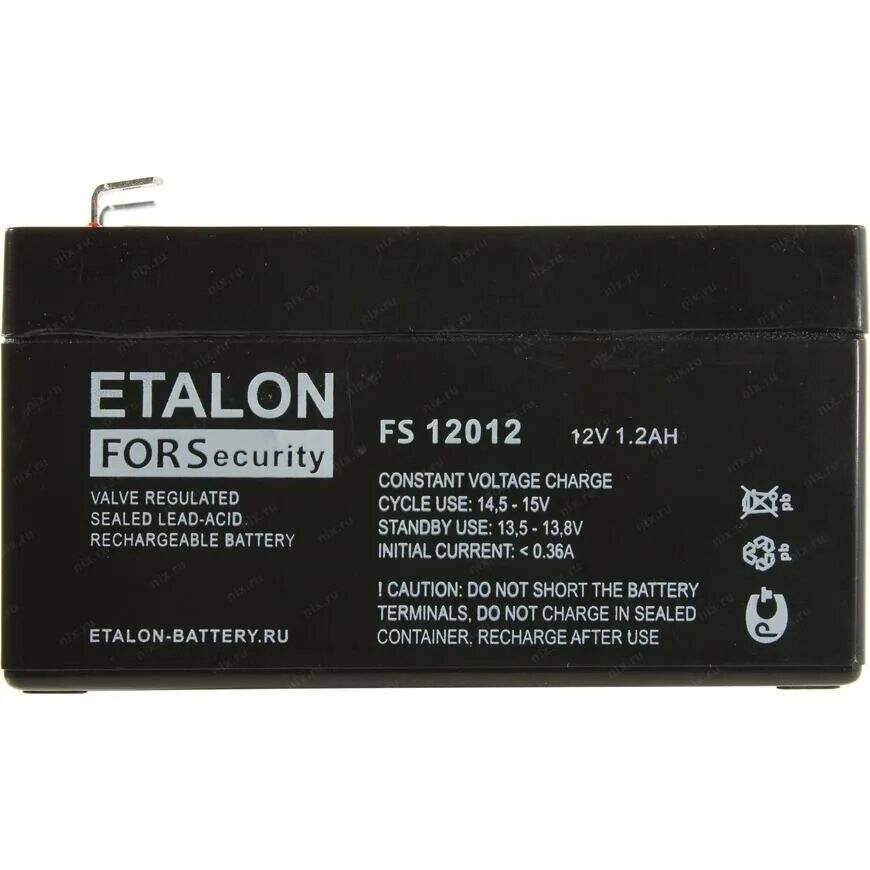 ETALON
FORSecurity
VALVE REGULATED
SEALED LEAD-ACID
RECHARGEABLE BATTERY
ETALON-BATTERY.RU
FS 12012 12V 1.2AH
CONSTANT VOLTAGE CHARGE
CYCLE USE: 14,5 - 15V
STANDBY USE: 13,5 - 13,8V
INITIAL CURRENT: < 0.36A
! CAUTION: DO NOT SHORT THE BATTERY
TERMINALS, DO NOT CHARGE IN SEALED
CONTAINER. RECHARGE AFTER USE
pb
pb
nix.ru